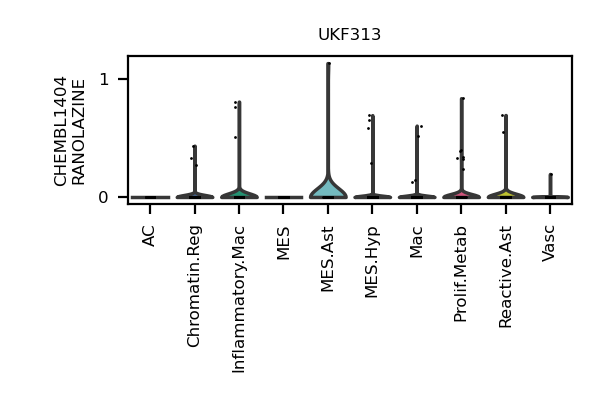 UKF313
CHEMBL1404
RANOLAZINE
1
0
AC
Chromatin.Reg
Inflammatory.Mac
MES
MES.Ast
MES.Hyp
Mac
Prolif.Metab
Reactive.Ast
Vasc